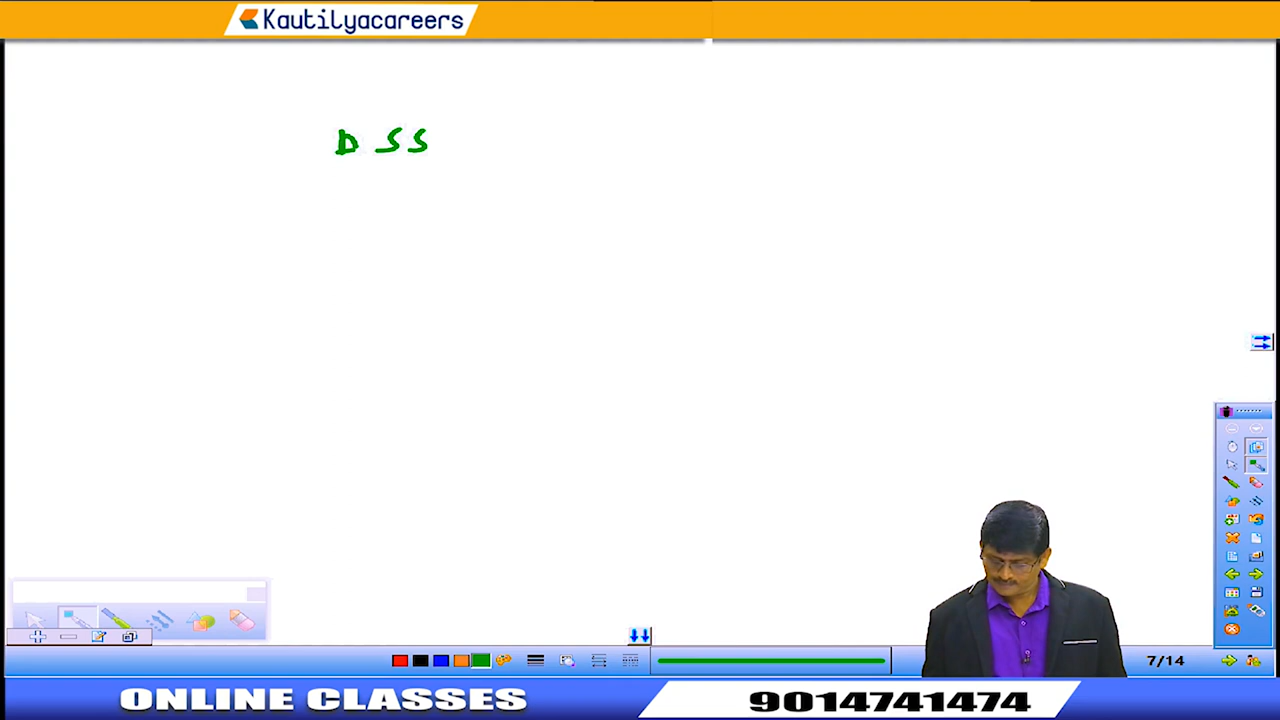 Kautilyacareers
D S S
7/14
ONLINE CLASSES
9014741474